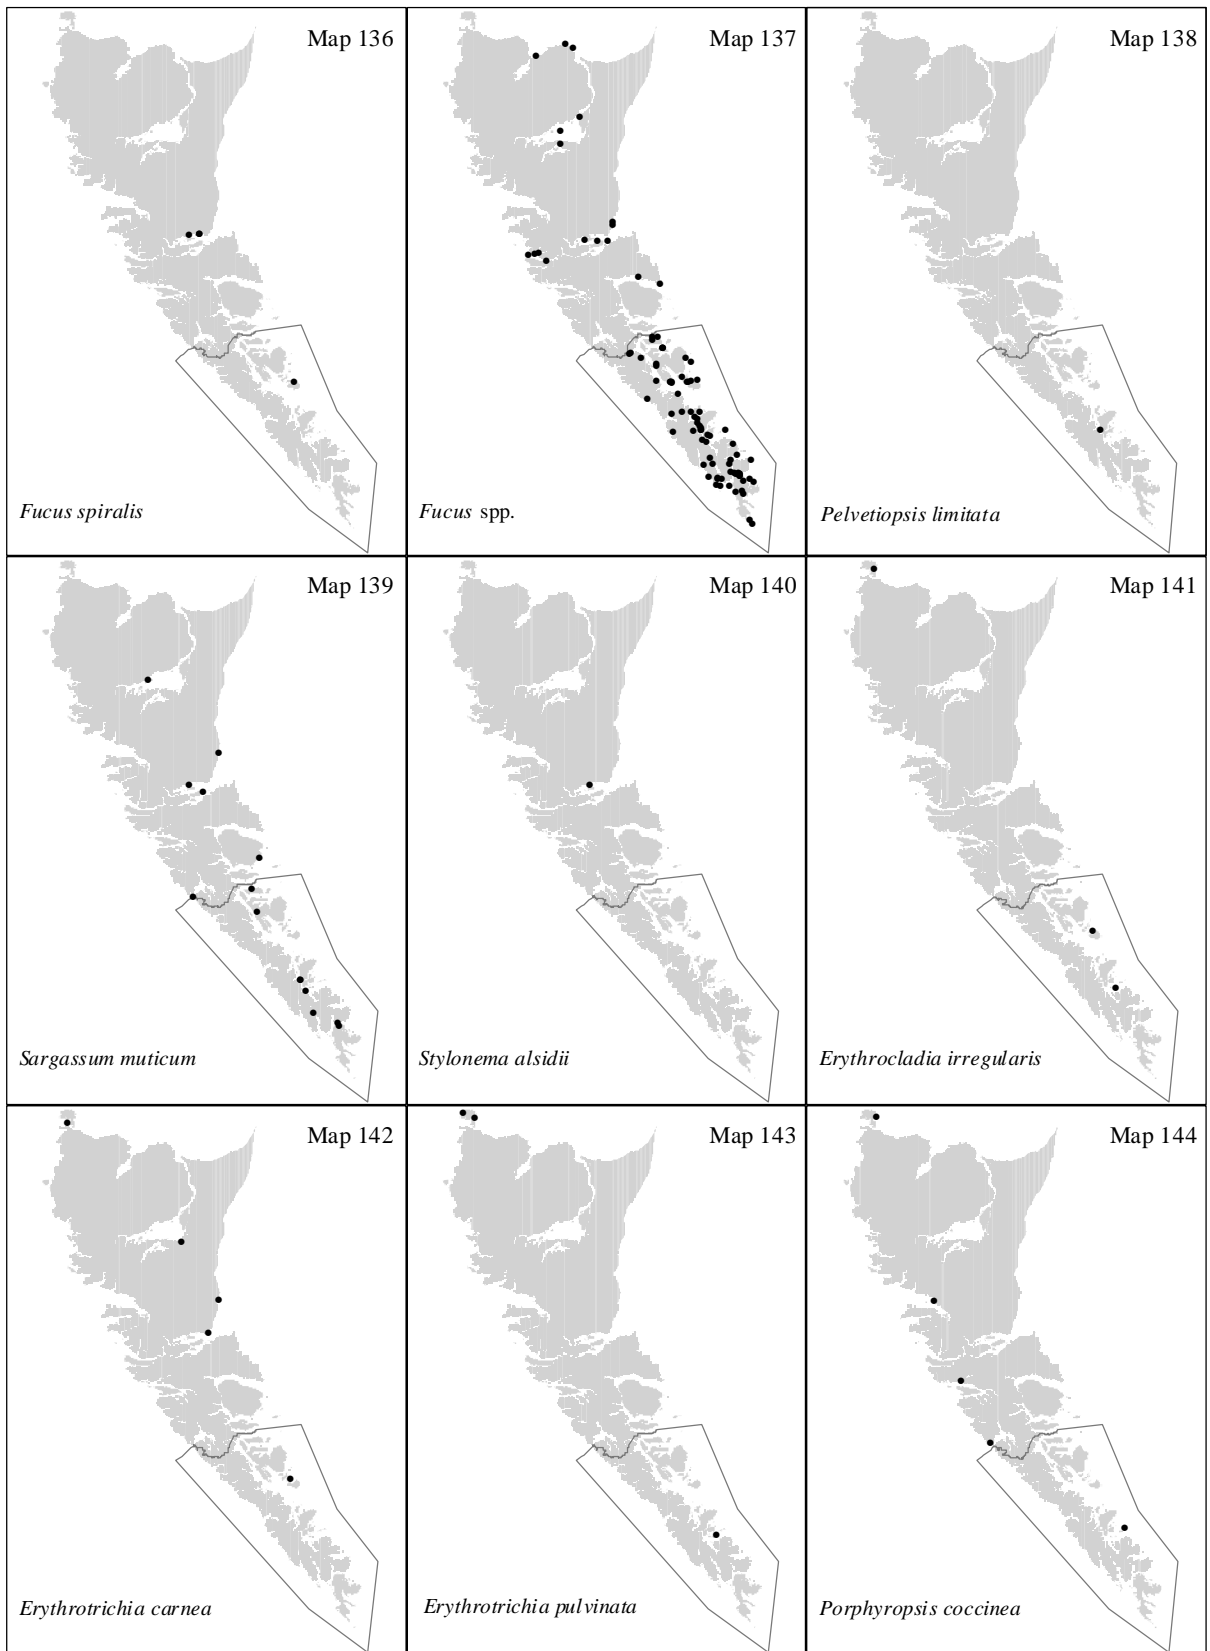 Map 136
Fucus spiralis
Map 137
Fucus spp.
Map 138
Pelvetiopsis limitata
Map 139
Sargassum muticum
Map 140
Stylonema alsidii
Map 141
Erythrocladia irregularis
Map 142
Erythrotrichia carnea
Map 143
Erythrotrichia pulvinata
Map 144
Porphyropsis coccinea